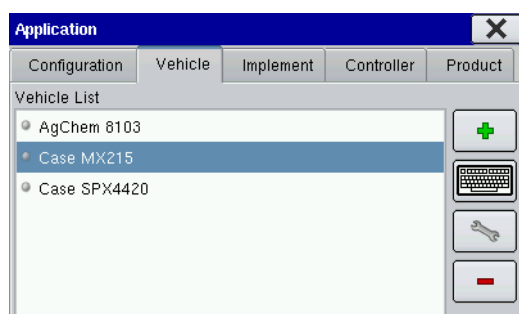 Application
Configuration Vehicle Implement Controller Product
Vehicle List
AgChem 8103
Case MX215
Case SPX4420